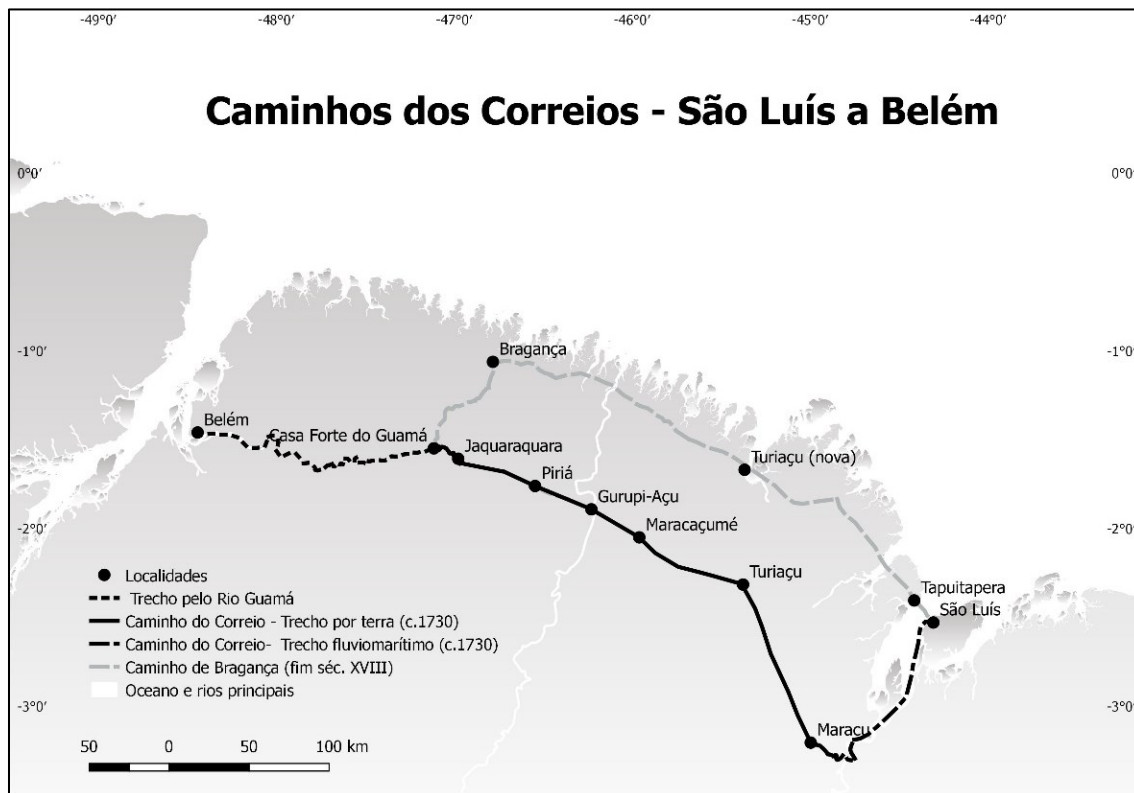 -49°0′ -48°0′ -47°0′ -46°0′ -45°0′ -44°0′
Caminhos dos Correios - São Luís a Belém
0°0′ 0°0′
-1°0′ -1°0′
Bragança
Belém
Casa Forte do Guamá
Jaquaraquara
Turiaçu (nova)
Piriá
Gurupi-Açu
-2°0′ -2°0′
Maracaçumé
Turiaçu
Tapuitapera
São Luís
Localidades
Trecho pelo Rio Guamá
Caminho do Correio - Trecho por terra (c.1730)
Caminho do Correio- Trecho fluviomarítimo (c.1730)
Caminho de Bragança (fim séc. XVIII)
Oceano e rios principais
-3°0′ -3°0′
Maraçu
50 0 50 100 km